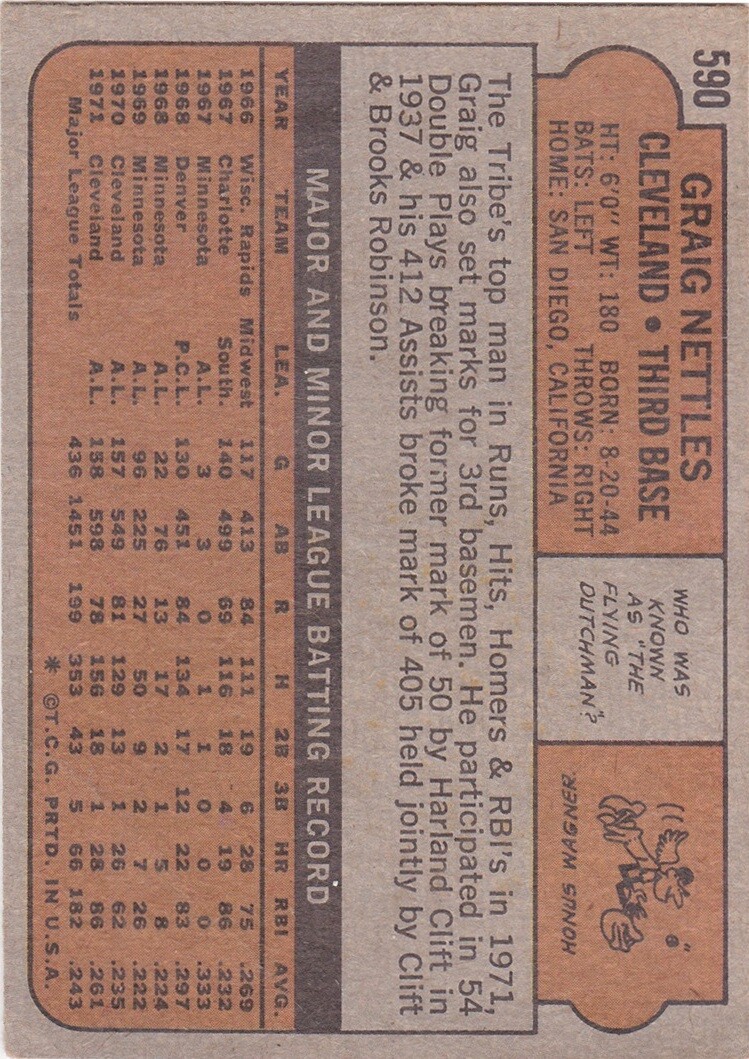 590
GRAIG NETTLES
CLEVELAND • THIRD BASE
HT: 6'0" WT: 180 BORN: 8-20-44
BATS: LEFT THROWS: RIGHT
HOME: SAN DIEGO, CALIFORNIA
WHO WAS
KNOWN
AS "THE
FLYING
DUTCHMAN"?
HONUS WAGNER
The Tribe's top man in Runs, Hits, Homers & RBI's in 1971,
Graig also set marks for 3rd basemen. He participated in 54
Double Plays breaking former mark of 50 by Harland Clift in
1937 & his 412 Assists broke mark of 405 held jointly by Clift
& Brooks Robinson.
MAJOR AND MINOR LEAGUE BATTING RECORD
YEAR TEAM LEA. G AB R H 2B 3B HR RBI AVG.
1966 Wisc. Rapids Midwest 117 413 84 111 19 6 28 75 .269
1967 Charlotte South. 140 499 69 116 18 4 19 86 .232
1967 Minnesota A.L. 3 3 0 1 1 0 0 0 .333
1968 Denver P.C.L. 130 451 84 134 17 12 22 83 .297
1968 Minnesota A.L. 22 76 13 17 2 1 5 8 .224
1969 Minnesota A.L. 96 225 27 50 9 2 7 26 .222
1970 Cleveland A.L. 157 549 81 129 13 1 26 62 .235
1971 Cleveland A.L. 158 598 78 156 18 1 28 86 .261
Major League Totals 436 1451 199 353 43 5 66 182 .243
* ©T.C.G. PRTD. IN U.S.A.